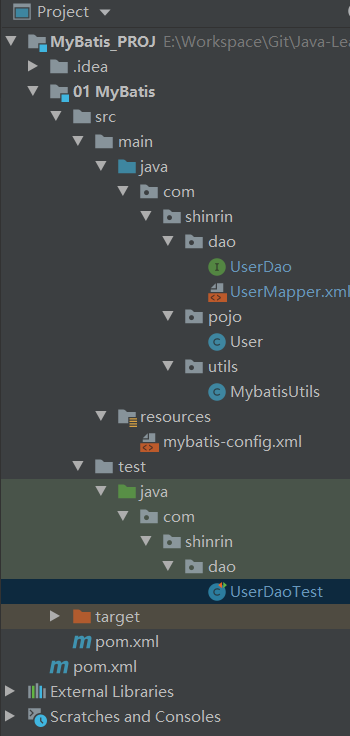 Project
MyBatis_PROJ E:\Workspace\Git\Java-Lea
.idea
01 MyBatis
src
main
java
com
shinrin
dao
UserDao
UserMapper.xml
pojo
User
utils
MybatisUtils
resources
mybatis-config.xml
test
java
com
shinrin
dao
UserDaoTest
target
pom.xml
pom.xml
External Libraries
Scratches and Consoles